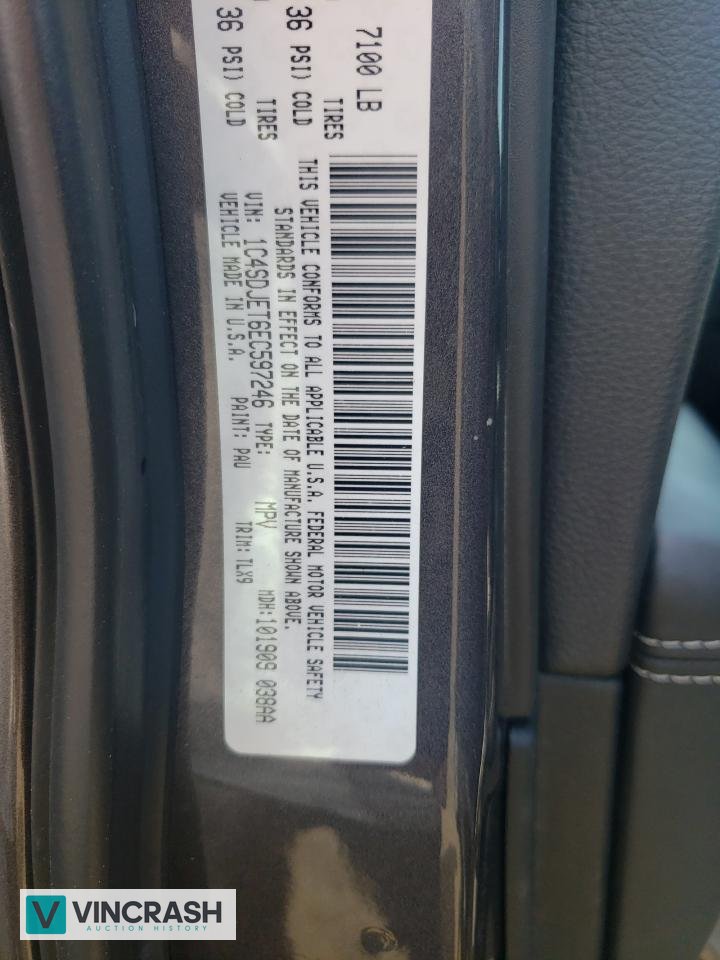 7100 LB
TIRES
36 PSI) COLD
TIRES
36 PSI) COLD
THIS VEHICLE CONFORMS TO ALL APPLICABLE U.S.A. FEDERAL MOTOR VEHICLE SAFETY
STANDARDS IN EFFECT ON THE DATE OF MANUFACTURE SHOWN ABOVE.
VIN: 1C4SDJET6EC597246 TYPE: MPV MDH:101909 038AA
VEHICLE MADE IN U.S.A. PAINT: PAU TRIM: TLX9
VINCRASH
AUCTION HISTORY